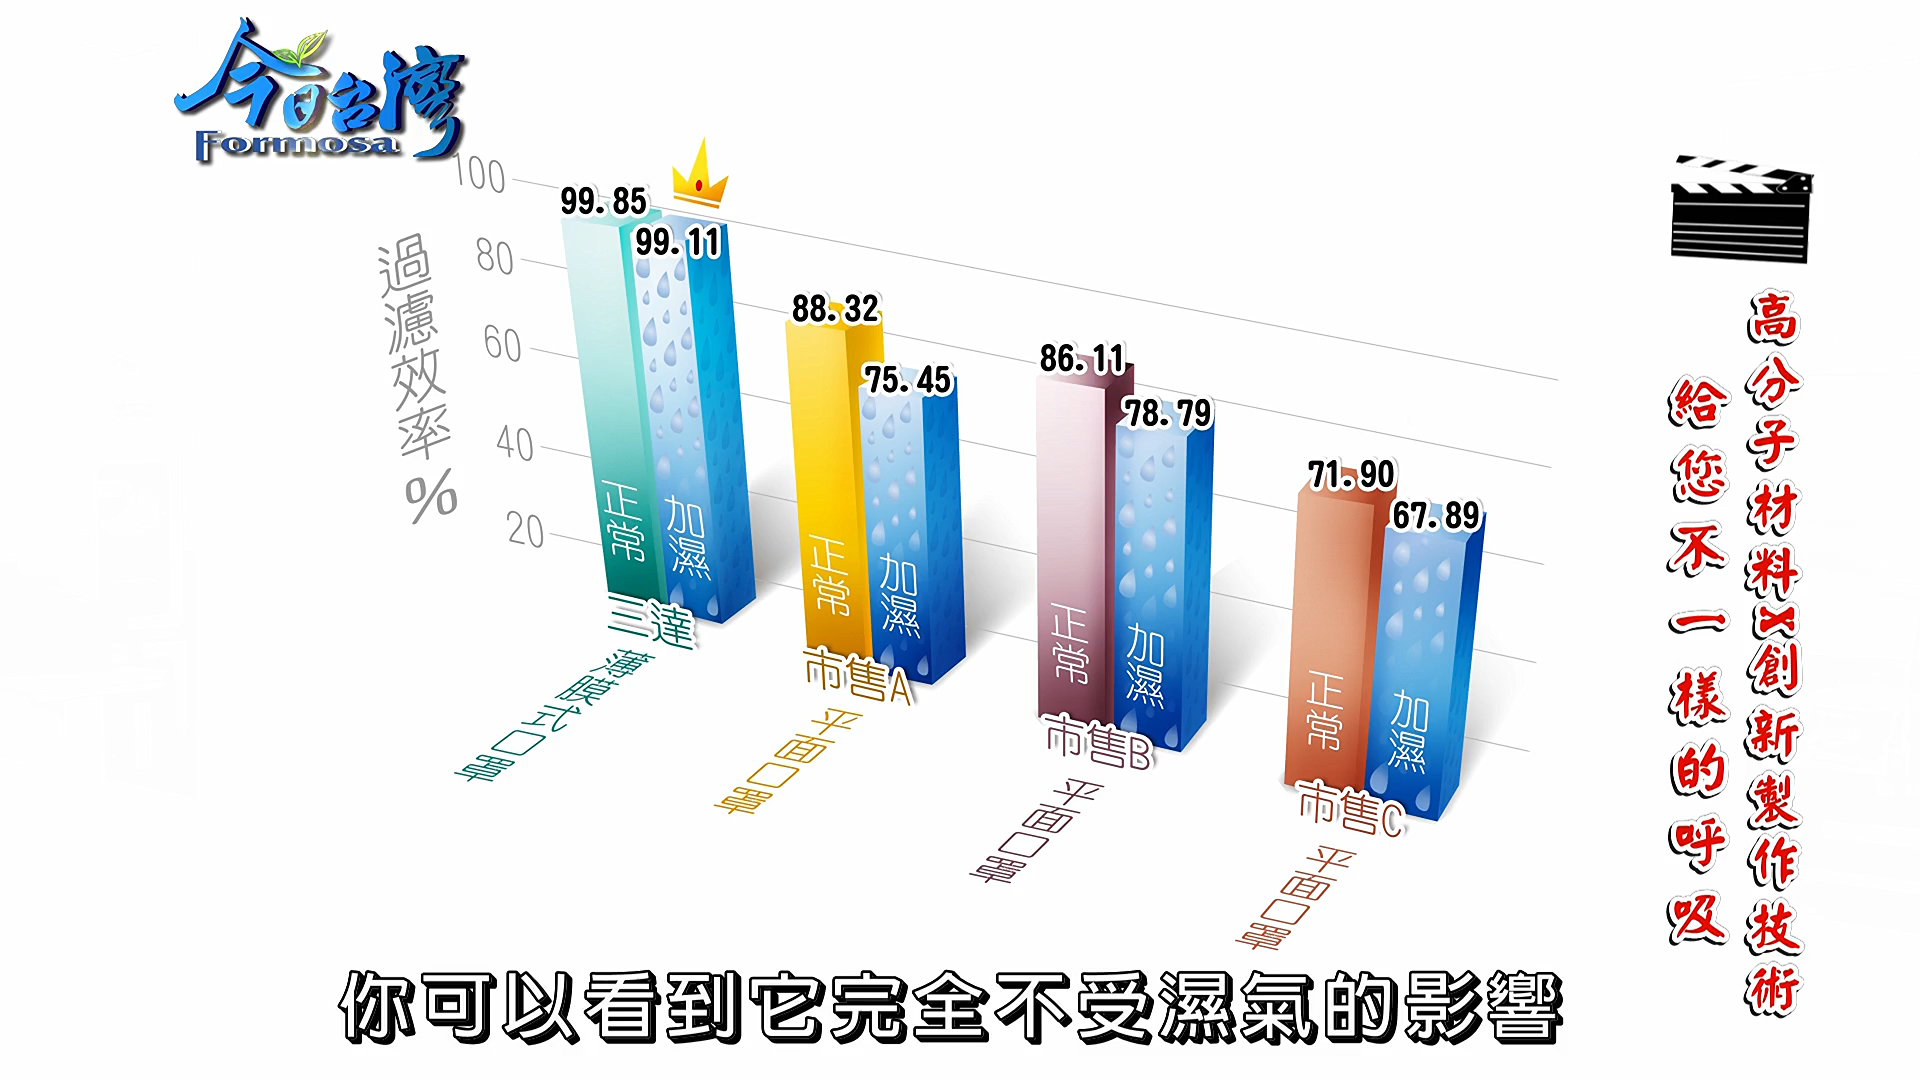 今日台灣
Formosa
100
80
60
40
20
過濾效率%
99.85
99.11
88.32
75.45
86.11
78.79
71.90
67.89
正常
加濕
正常
加濕
正常
加濕
正常
加濕
三達
市售A
平面口罩
市售B
平面口罩
市售C
平面口罩
高分子材料X創新製作技術
給您不一樣的呼吸
你可以看到它完全不受濕氣的影響